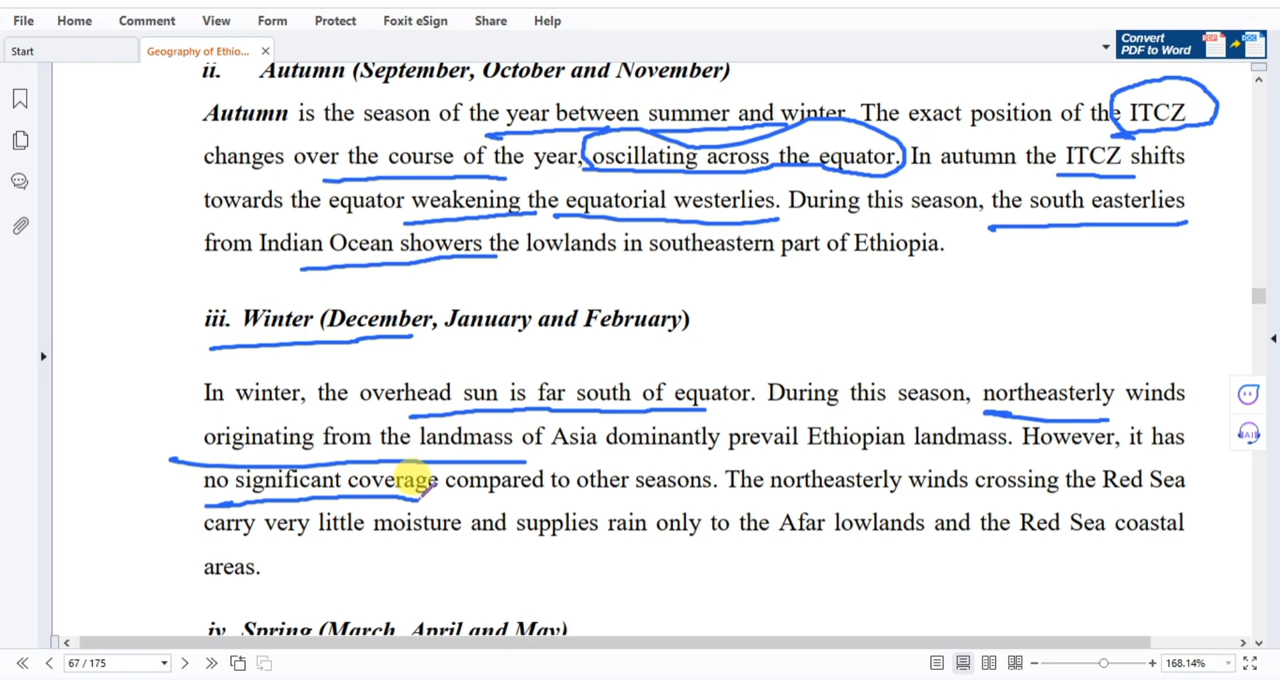 File Home Comment View Form Protect Foxit eSign Share Help
Start Geography of Ethio...
Convert
PDF to Word
ii. Autumn (September, October and November)
Autumn is the season of the year between summer and winter. The exact position of the ITCZ
changes over the course of the year, oscillating across the equator. In autumn the ITCZ shifts
towards the equator weakening the equatorial westerlies. During this season, the south easterlies
from Indian Ocean showers the lowlands in southeastern part of Ethiopia.
iii. Winter (December, January and February)
In winter, the overhead sun is far south of equator. During this season, northeasterly winds
originating from the landmass of Asia dominantly prevail Ethiopian landmass. However, it has
no significant coverage compared to other seasons. The northeasterly winds crossing the Red Sea
carry very little moisture and supplies rain only to the Afar lowlands and the Red Sea coastal
areas.
iv Spring (March, April and May)
67 / 175
168.14%